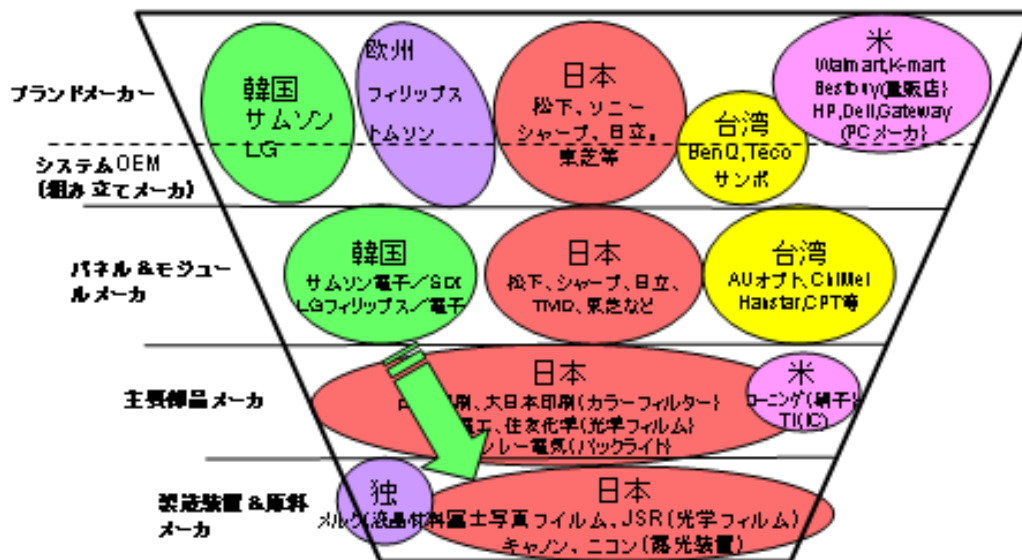 ブランドメーカー
韓国
サムソン
LG
欧州
フィリップス
トムソン
日本
松下、ソニー
シャープ、日立。
東芝等
台湾
BenQ,Teco
サンポ
米
Walmart,K-mart
Bestbuy(量販店}
HP,Dell,Gateway
(PCメーカ}
システムOEM
(組み立てメーカ)
パネル&モジュー
ルメーカ
韓国
サムソン電子/SDI
LGフィリップス/電子
日本
松下、シャープ、日立、
TMD、東芝など
台湾
AUオプト、ChiMei
Hanstar,CPT等
主要部品メーカ
日本
刷、大日本印刷(カラーフィルター}
電工、住友化学(光学フィルム}
レー電気(バックライト}
米
コーニング(硝子}
TI(IC)
製造装置&原料
メーカ
独
メルク(液晶材料
日本
富士写真フイルム、JSR(光学フィルム)
キャノン、ニコン(露光装置)